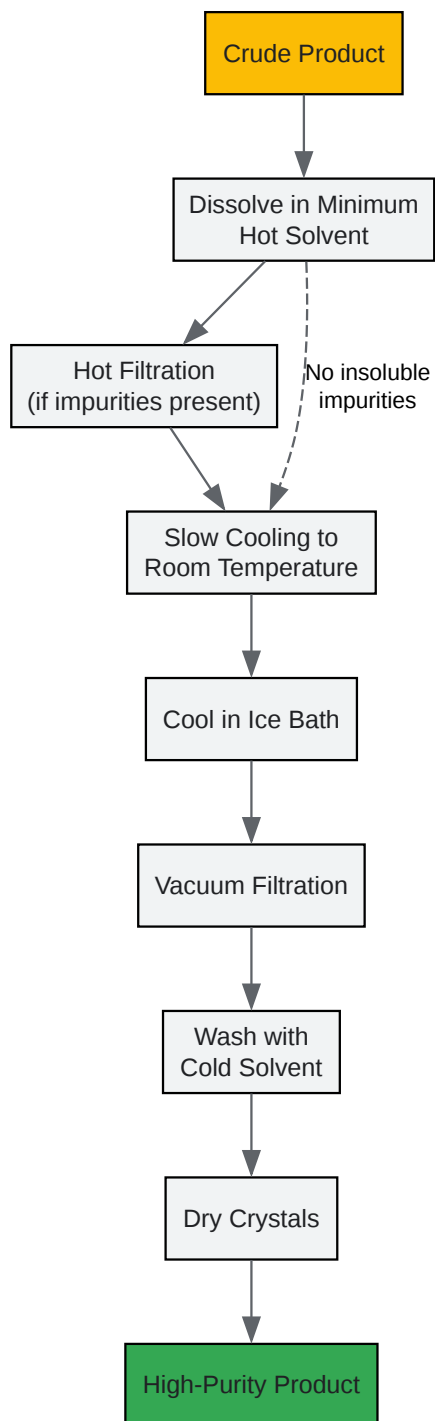 Crude Product
Dissolve in Minimum
Hot Solvent
Hot Filtration
(if impurities present)
No insoluble
impurities
Slow Cooling to
Room Temperature
Cool in Ice Bath
Vacuum Filtration
Wash with
Cold Solvent
Dry Crystals
High-Purity Product